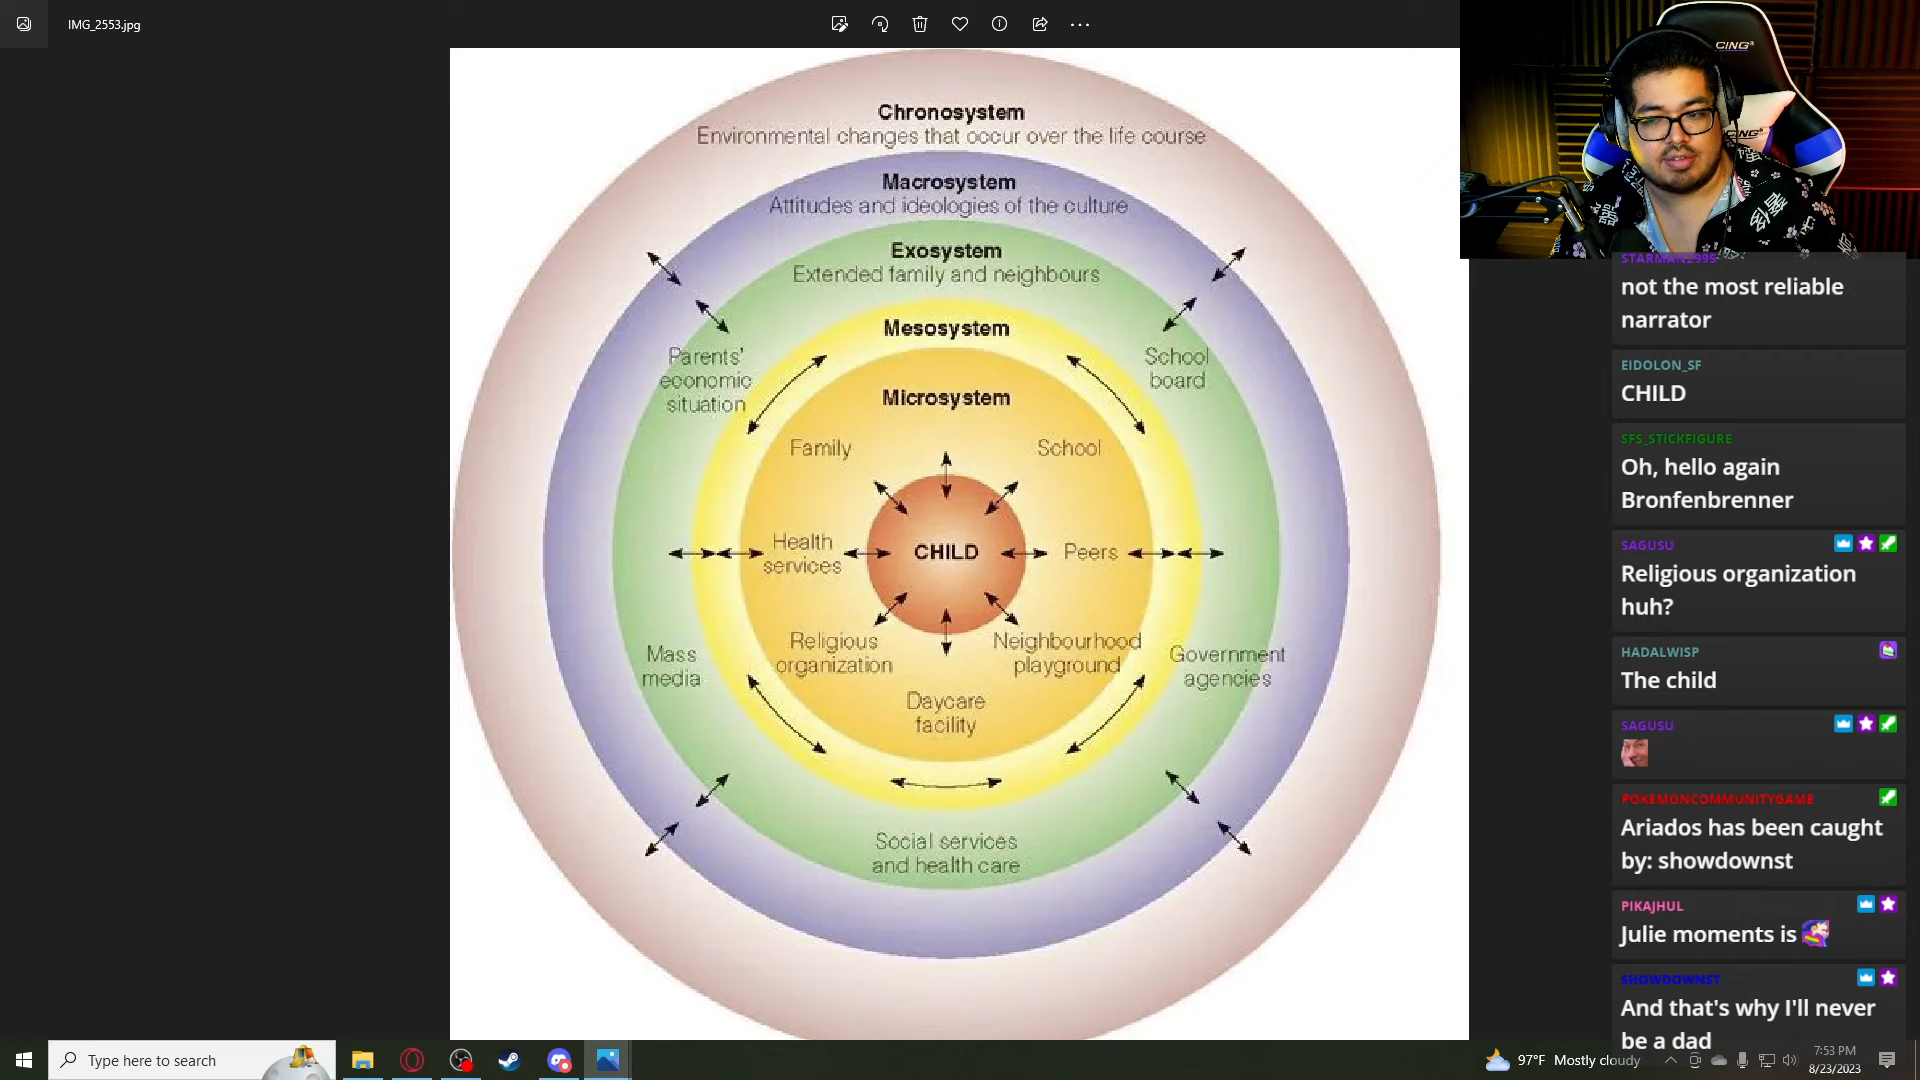 IMG_2553.jpg
Chronosystem
Environmental changes that occur over the life course
Macrosystem
Attitudes and ideologies of the culture
Exosystem
Extended family and neighbours
Mesosystem
Parents'
economic
situation
School
board
Microsystem
Family
School
Health
services
CHILD
Peers
Religious
organization
Neighbourhood
playground
Mass
media
Government
agencies
Daycare
facility
Social services
and health care
CING
CING
STARMAN2995
not the most reliable
narrator
EIDOLON_SF
CHILD
SFS_STICKFIGURE
Oh, hello again
Bronfenbrenner
SAGUSU
Religious organization
huh?
HADALWISP
The child
SAGUSU
POKEMONCOMMUNITYGAME
Ariados has been caught
by: showdownst
PIKAJHUL
Julie moments is
SHOWDOWNST
And that's why I'll never
be a dad
Type here to search
97°F Mostly cloudy
7:53 PM
8/23/2023